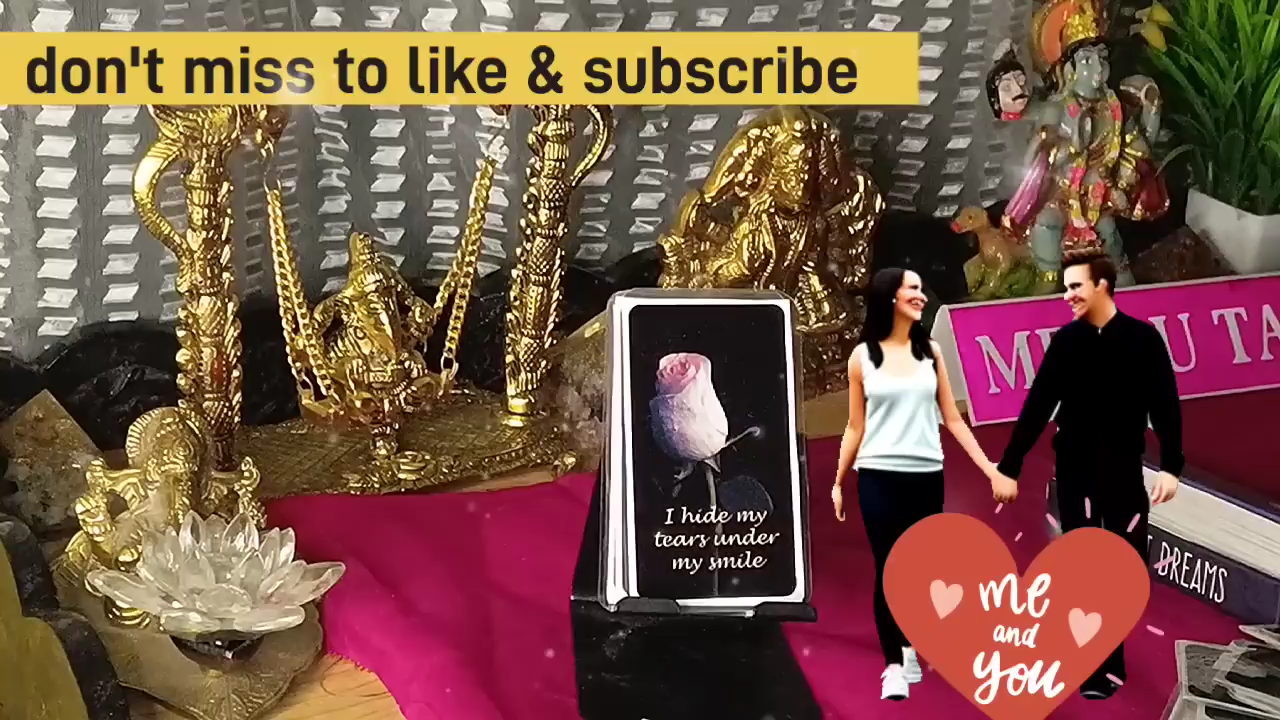 don't miss to like & subscribe
I hide my
tears under
my smile
DREAMS
me
and
you